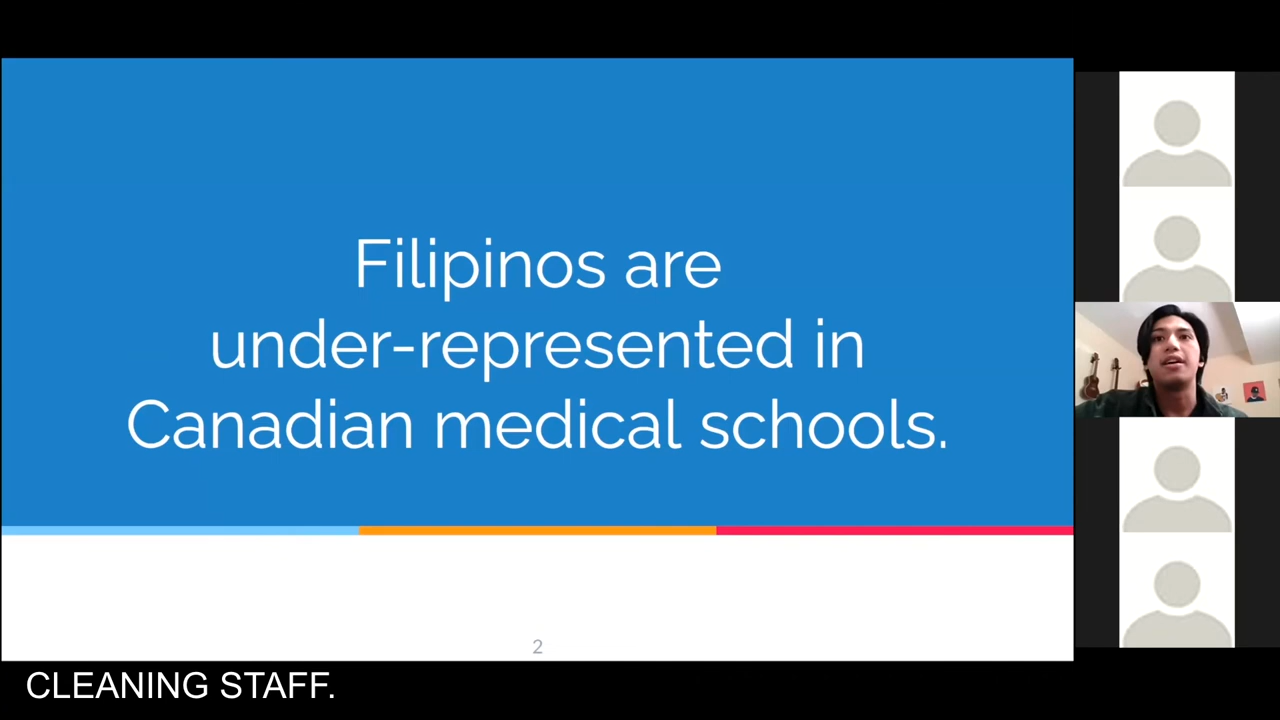 Filipinos are
under-represented in
Canadian medical schools.
2
CLEANING STAFF.